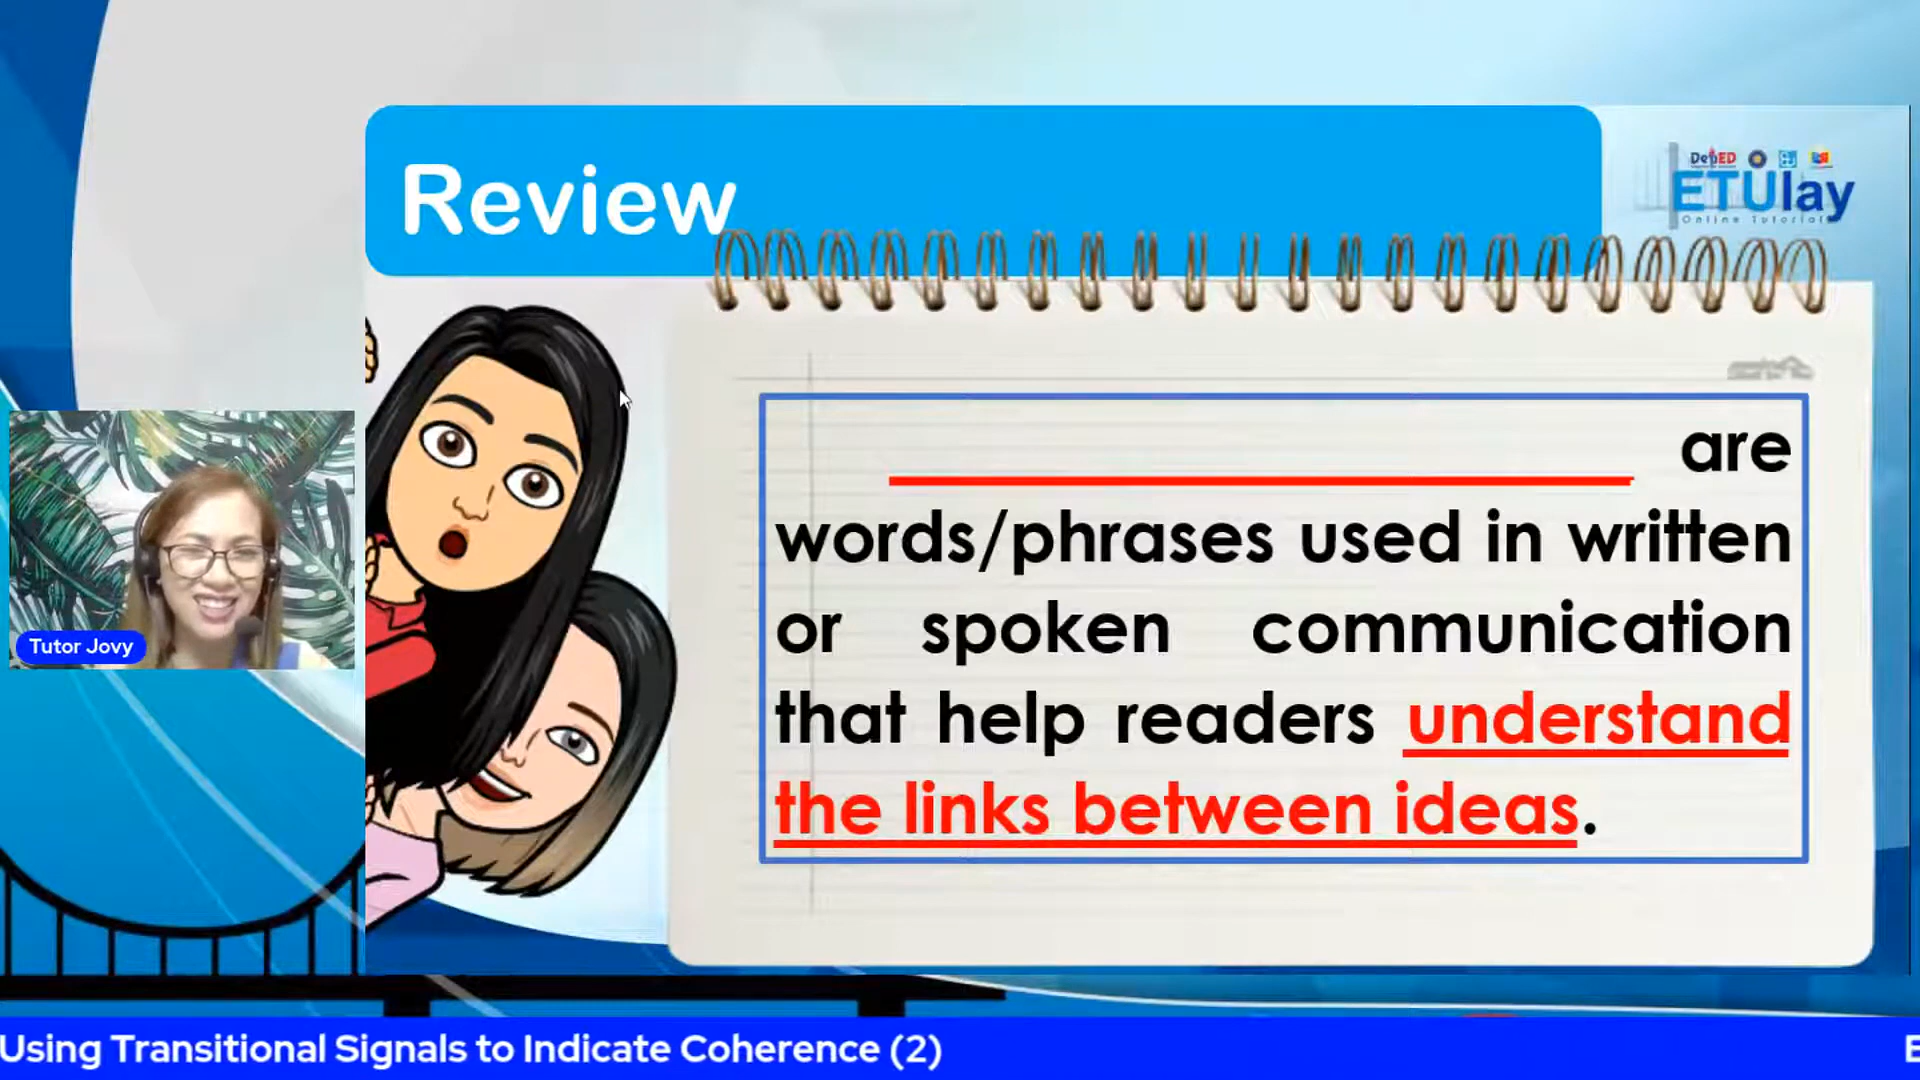 Review
DepED
ETUlay
Online Tutorial
are
words/phrases used in written
or spoken communication
that help readers understand
the links between ideas.
Tutor Jovy
Using Transitional Signals to Indicate Coherence (2)
E